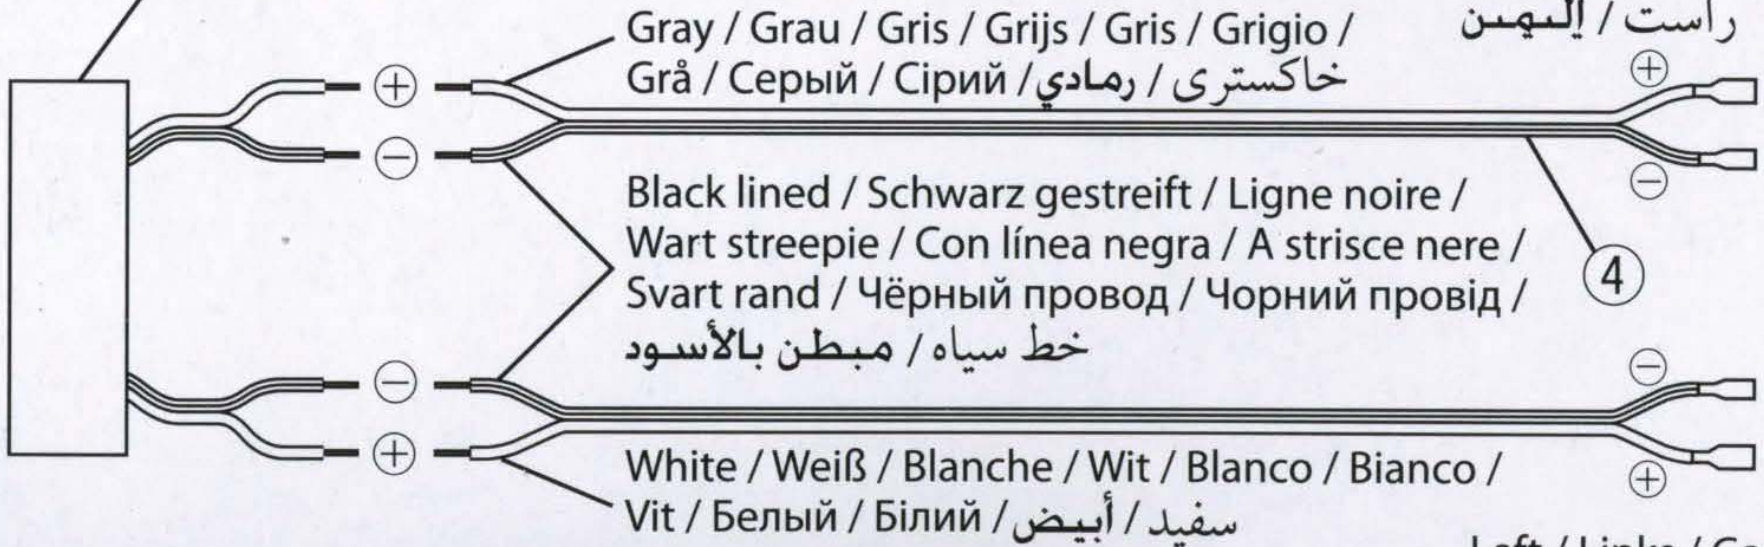 راست / إليمين
Gray / Grau / Gris / Grijs / Gris / Grigio /
Grå / Серый / Сірий / رمادي / خاکستری
+
+
−
−
Black lined / Schwarz gestreift / Ligne noire /
Wart streepie / Con línea negra / A strisce nere /
Svart rand / Чёрный провод / Чорний провід /
خط سیاه / مبطن بالأسود
4
−
−
+
+
White / Weiß / Blanche / Wit / Blanco / Bianco /
Vit / Белый / Білий / أبيض / سفید
Left / Links /